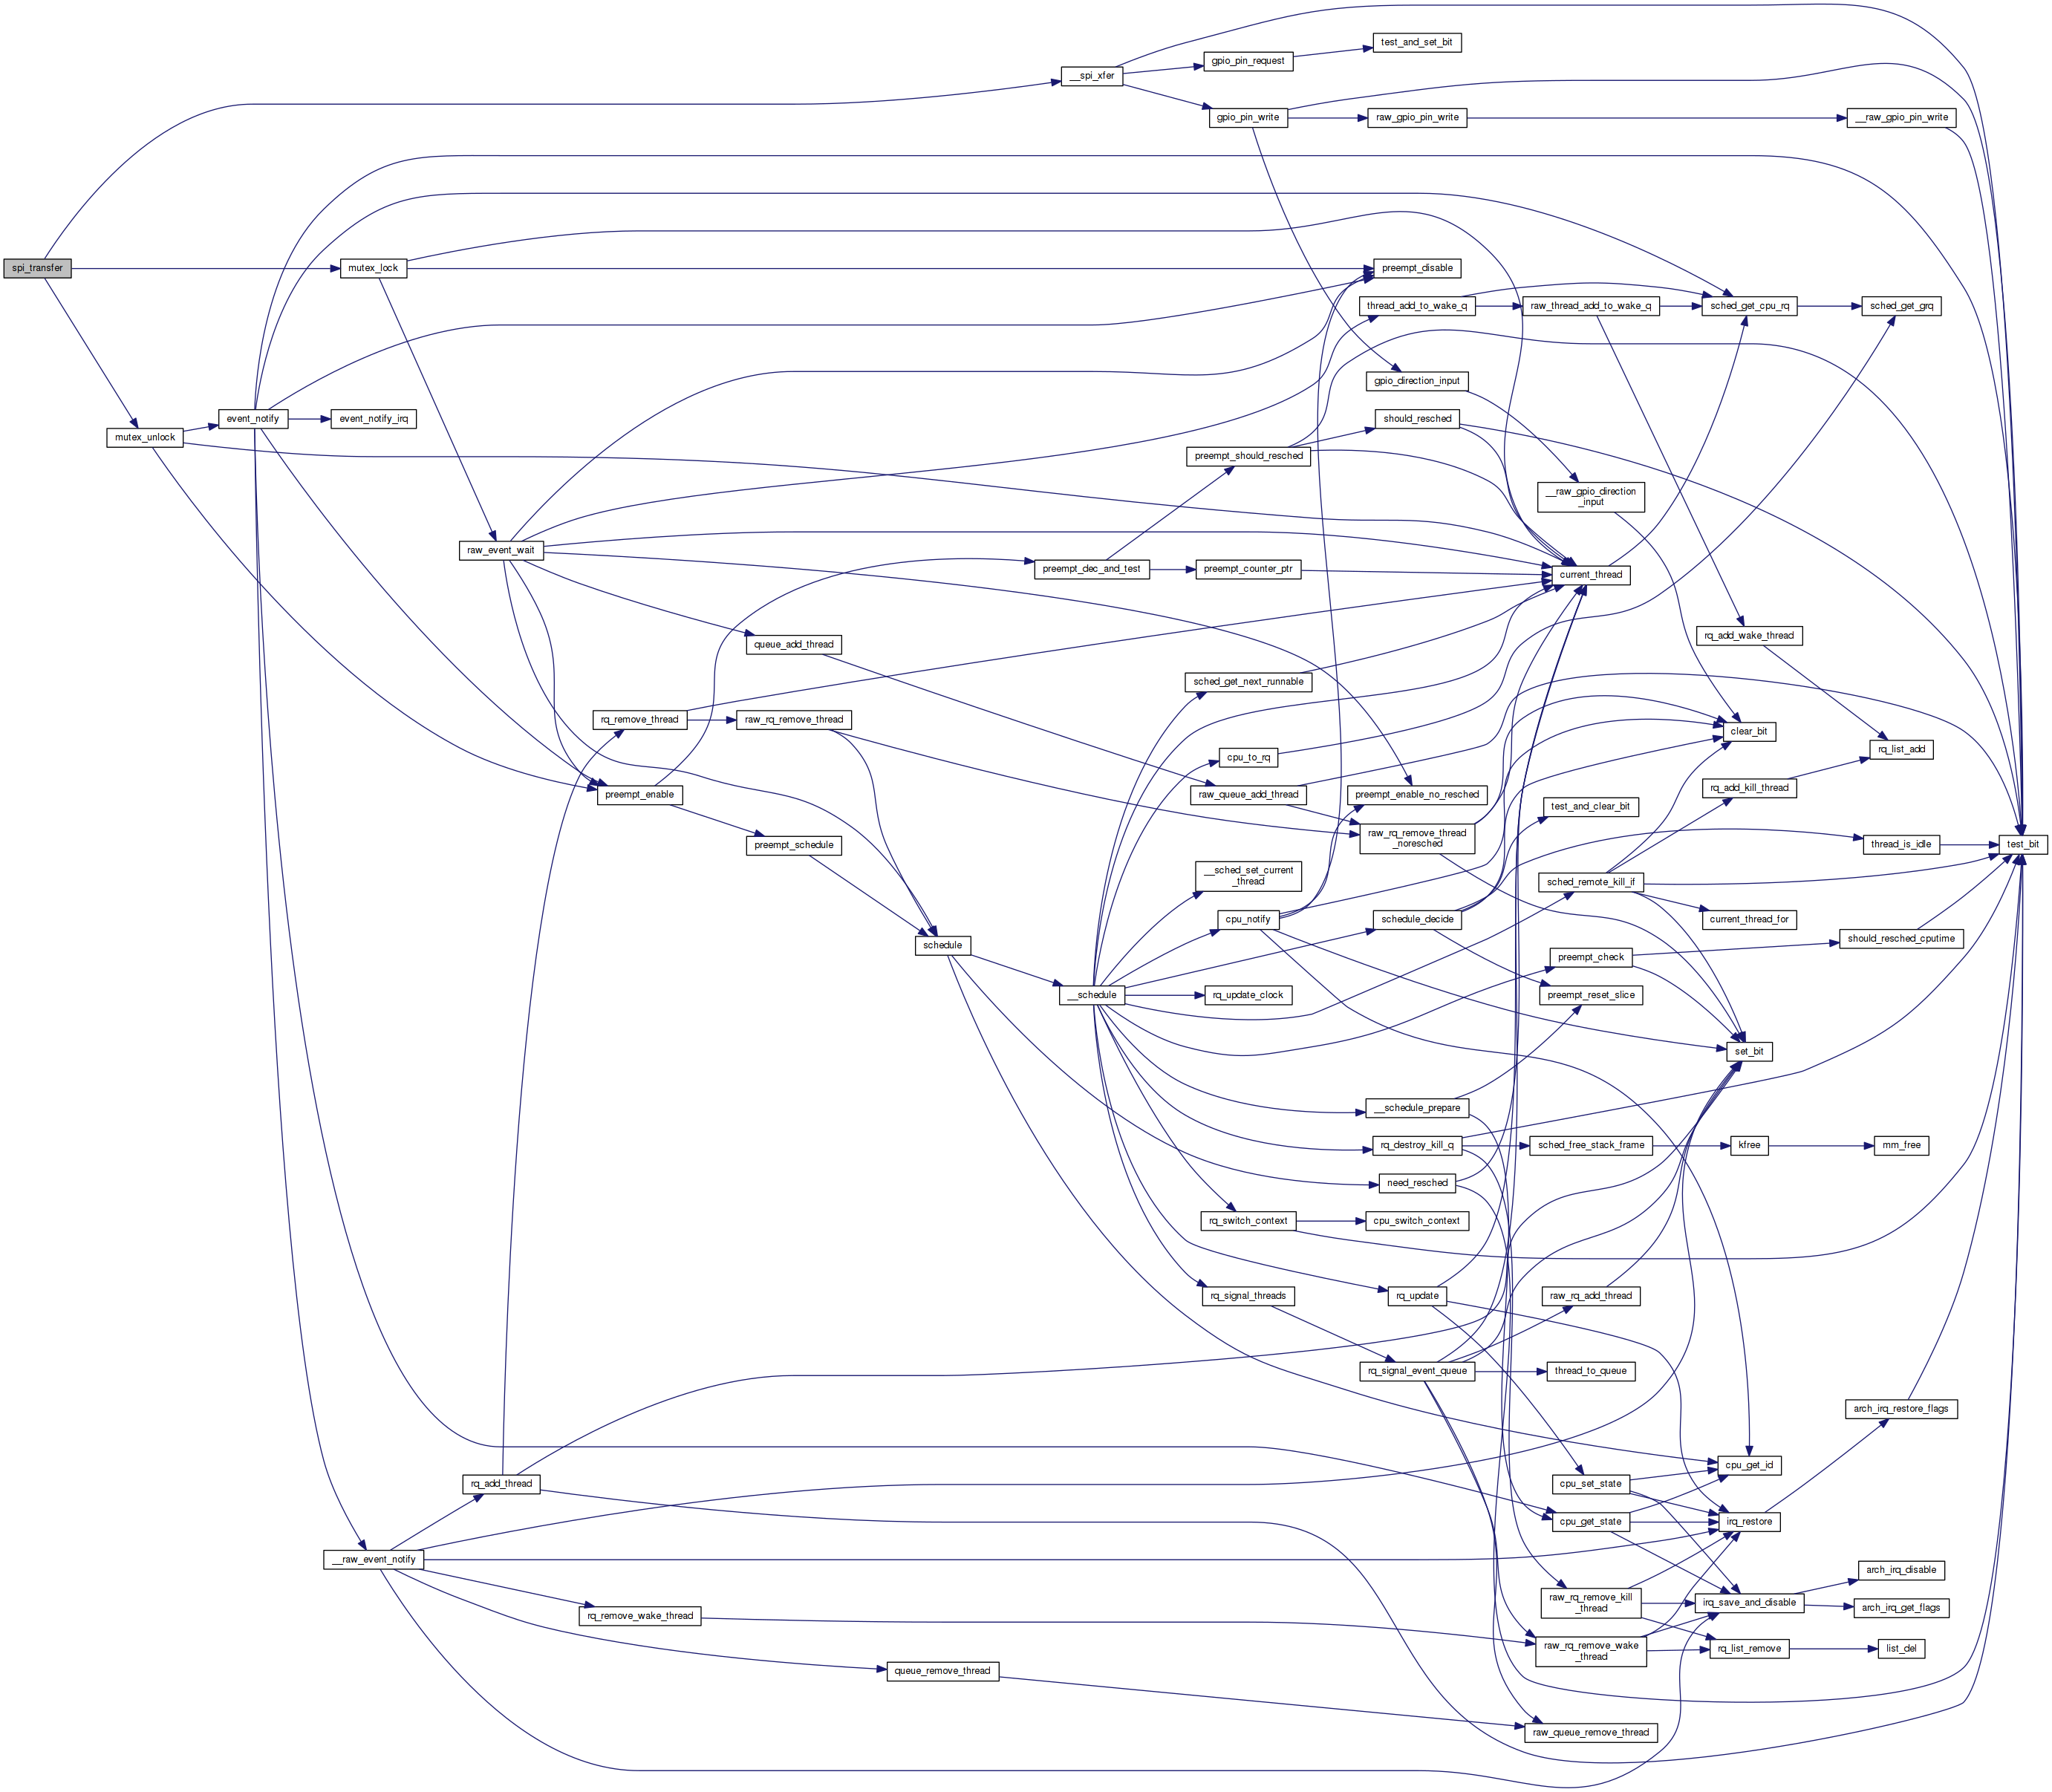 test_and_set_bit
gpio_pin_request
__spi_xfer
gpio_pin_write
raw_gpio_pin_write
__raw_gpio_pin_write
spi_transfer
mutex_lock
preempt_disable
thread_add_to_wake_q
raw_thread_add_to_wake_q
sched_get_cpu_rq
sched_get_grq
gpio_direction_input
event_notify
event_notify_irq
should_resched
mutex_unlock
preempt_should_resched
__raw_gpio_direction
_input
raw_event_wait
preempt_dec_and_test
preempt_counter_ptr
current_thread
rq_add_wake_thread
queue_add_thread
sched_get_next_runnable
rq_remove_thread
raw_rq_remove_thread
clear_bit
rq_list_add
cpu_to_rq
rq_add_kill_thread
preempt_enable
raw_queue_add_thread
preempt_enable_no_resched
test_and_clear_bit
raw_rq_remove_thread
_noresched
preempt_schedule
thread_is_idle
test_bit
__sched_set_current
_thread
sched_remote_kill_if
cpu_notify
schedule_decide
current_thread_for
should_resched_cputime
schedule
preempt_check
__schedule
rq_update_clock
preempt_reset_slice
set_bit
__schedule_prepare
rq_destroy_kill_q
sched_free_stack_frame
kfree
mm_free
need_resched
rq_switch_context
cpu_switch_context
rq_signal_threads
rq_update
raw_rq_add_thread
rq_signal_event_queue
thread_to_queue
arch_irq_restore_flags
cpu_get_id
rq_add_thread
cpu_set_state
cpu_get_state
irq_restore
__raw_event_notify
arch_irq_disable
raw_rq_remove_kill
_thread
irq_save_and_disable
arch_irq_get_flags
rq_remove_wake_thread
raw_rq_remove_wake
_thread
rq_list_remove
list_del
queue_remove_thread
raw_queue_remove_thread